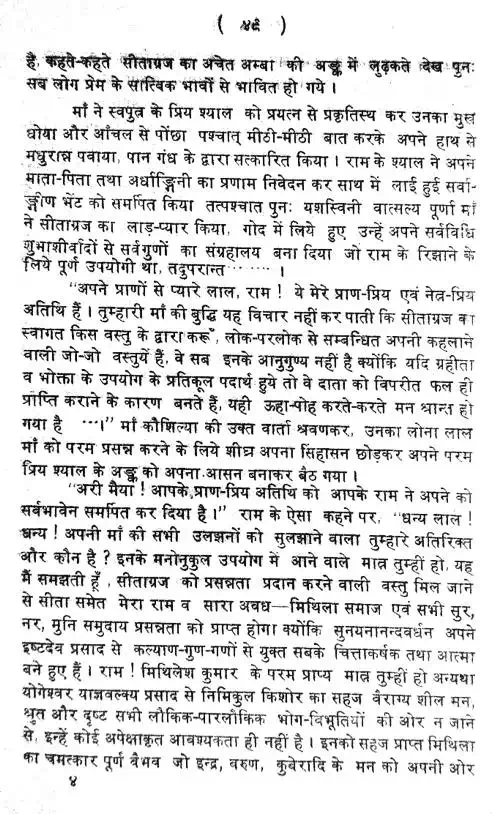 ( ४९ )
है, कहते-कहते सीताग्रज का अचेत अम्बा की अङ्क में लुढ़कते देख पुनः
सब लोग प्रेम के सात्विक भावों से भावित हो गये ।
माँ ने स्वपुत्र के प्रिय श्याल को प्रयत्न से प्रकृतिस्थ कर उनका मुख
धोया और आँचल से पोंछा पश्चात् मीठी-मीठी बात करके अपने हाथ से
मधुरान्न पवाया, पान गंध के द्वारा सत्कारित किया । राम के श्याल ने अपने
माता-पिता तथा अर्धाङ्गिनी का प्रणाम निवेदन कर साथ में लाई हुई सर्वा-
ङ्गीण भेंट को समर्पित किया तत्पश्चात पुनः यशस्विनी वात्सल्य पूर्णा माँ
ने सीताग्रज का लाड़-प्यार किया, गोद में लिये हुए उन्हें अपने सर्वविधि
शुभाशीर्वादों से सर्वगुणों का संग्रहालय बना दिया जो राम के रिझाने के
लिये पूर्ण उपयोगी था, तदुपरान्त…… … ।
"अपने प्राणों से प्यारे लाल, राम ! ये मेरे प्राण-प्रिय एवं नेत्र-प्रिय
अतिथि हैं । तुम्हारी माँ की बुद्धि यह विचार नहीं कर पाती कि सीताग्रज का
स्वागत किस वस्तु के द्वारा करूँ, लोक-परलोक से सम्बन्धित अपनी कहलाने
वाली जो-जो वस्तुयें हैं, वे सब इनके आनुगुण्य नहीं है क्योंकि यदि ग्रहीता
व भोक्ता के उपयोग के प्रतिकूल पदार्थ हुये तो वे दाता को विपरीत फल ही
प्राप्ति कराने के कारण बनते हैं, यही ऊहा-पोह करते-करते मन श्रान्त हो
गया है …।" माँ कौशिल्या की उक्त वार्ता श्रवणकर, उनका लोना लाल
माँ को परम प्रसन्न करने के लिये शीघ्र अपना सिंहासन छोड़कर अपने परम
प्रिय श्याल के अङ्क को अपना आसन बनाकर बैठ गया ।
"अरी मैया ! आपके प्राण-प्रिय अतिथि को आपके राम ने अपने को
सर्वभावेन समर्पित कर दिया है ।" राम के ऐसा कहने पर, "धन्य लाल !
धन्य ! अपनी माँ की सभी उलझनों को सुलझाने वाला तुम्हारे अतिरिक्त
और कौन है ? इनके मनोनुकुल उपयोग में आने वाले मात्र तुम्हीं हो, यह
मैं समझती हूँ , सीताग्रज को प्रसन्नता प्रदान करने वाली वस्तु मिल जाने
से सीता समेत मेरा राम व सारा अवध—मिथिला समाज एवं सभी सुर,
नर, मुनि समुदाय प्रसन्नता को प्राप्त होगा क्योंकि सुनयनानन्दवर्धन अपने
इष्टदेव प्रसाद से कल्याण-गुण-गणों से युक्त सबके चित्ताकर्षक तथा आत्मा
बने हुए हैं । राम ! मिथिलेश कुमार के परम प्राप्य मात्र तुम्हीं हो अन्यथा
योगेश्वर याज्ञवल्क्य प्रसाद से निमिकुल किशोर का सहज वैराग्य शील मन,
श्रुत और दृष्ट सभी लौकिक-पारलौकिक भोग-विभूतियों की ओर न जाने
से, इन्हें कोई अपेक्षाकृत आवश्यकता ही नहीं है । इनको सहज प्राप्त मिथिला
का चमत्कार पूर्ण वैभव जो इन्द्र, वरुण, कुबेरादि के मन को अपनी ओर
४